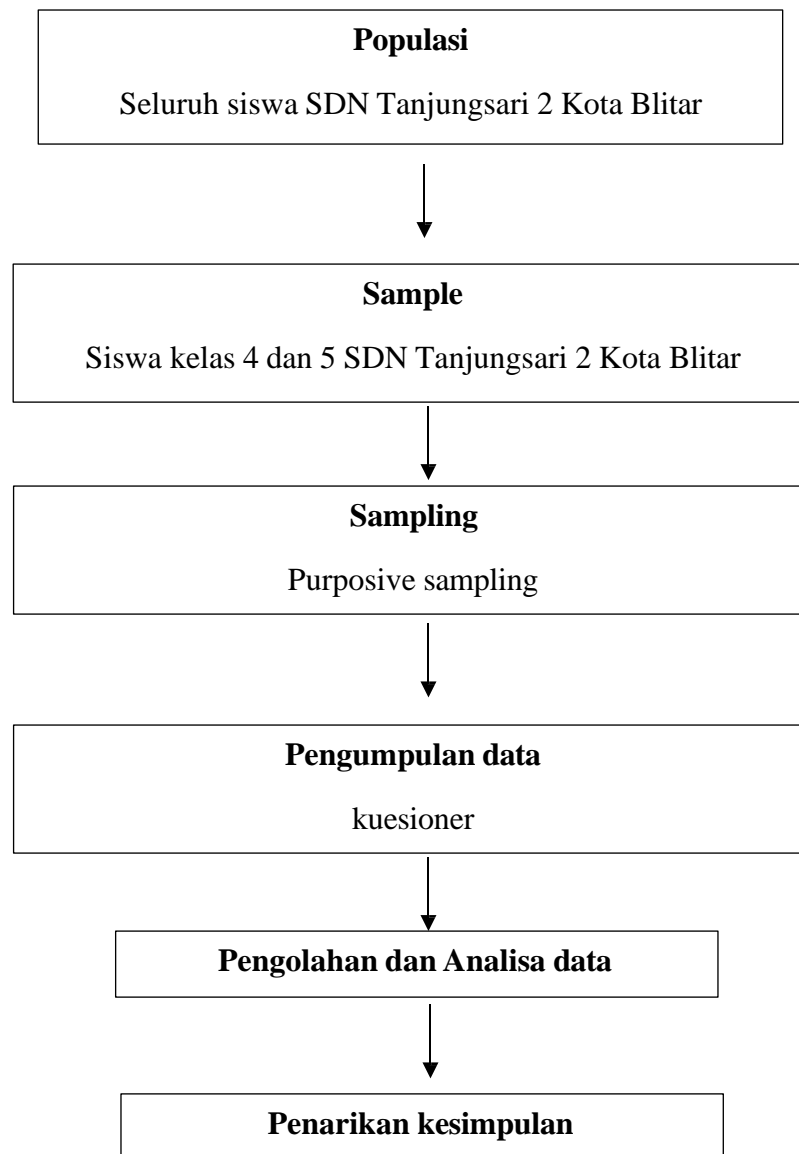 Populasi
Seluruh siswa SDN Tanjungsari 2 Kota Blitar
Sample
Siswa kelas 4 dan 5 SDN Tanjungsari 2 Kota Blitar
Sampling
Purposive sampling
Pengumpulan data
kuesioner
Pengolahan dan Analisa data
Penarikan kesimpulan